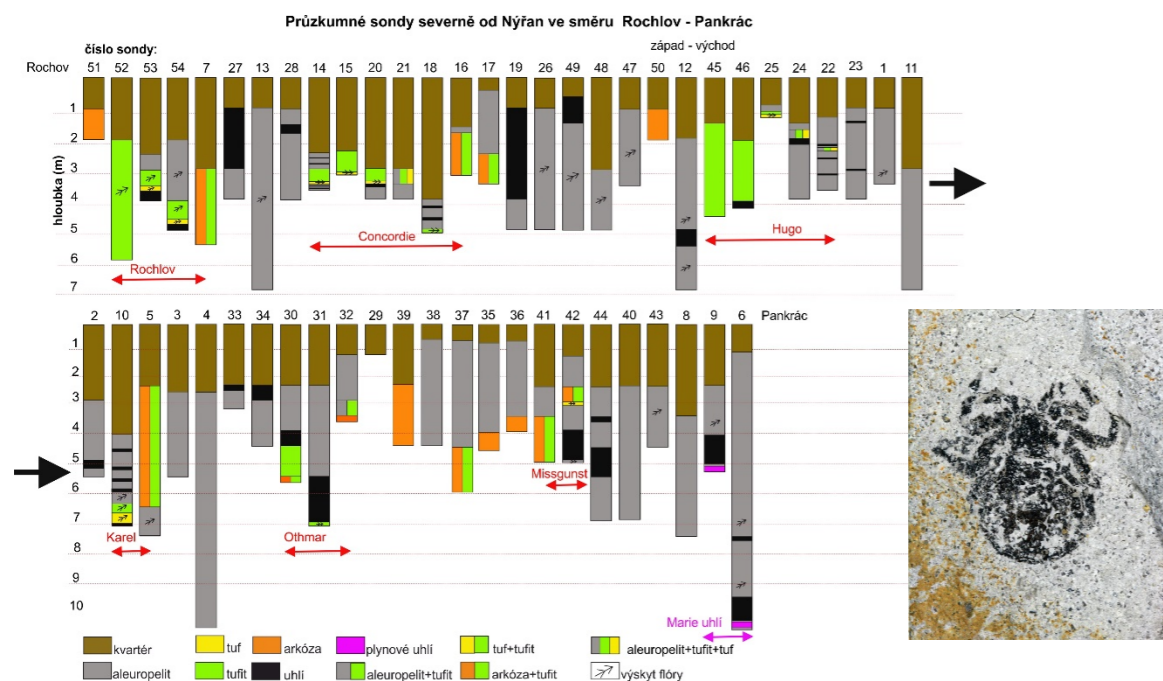 Průzkumné sondy severně od Nýřan ve směru Rochlov - Pankrác
číslo sondy:
západ - východ
Rochov 51 52 53 54 7 27 13 28 14 15 20 21 18 16 17 19 26 49 48 47 50 12 45 46 25 24 22 23 1 11
hloubka (m)
1
2
3
4
5
6
7
Rochlov
Concordie
Hugo
2 10 5 3 4 33 34 30 31 32 29 39 38 37 35 36 41 42 44 40 43 8 9 6 Pankrác
1
2
3
4
5
6
7
8
9
10
Karel
Othmar
Missgunst
Marie uhlí
kvartér tuf arkóza plynové uhlí tuf+tufit aleuropelit+tufit+tuf
aleuropelit tufit uhlí aleuropelit+tufit arkóza+tufit výskyt flóry